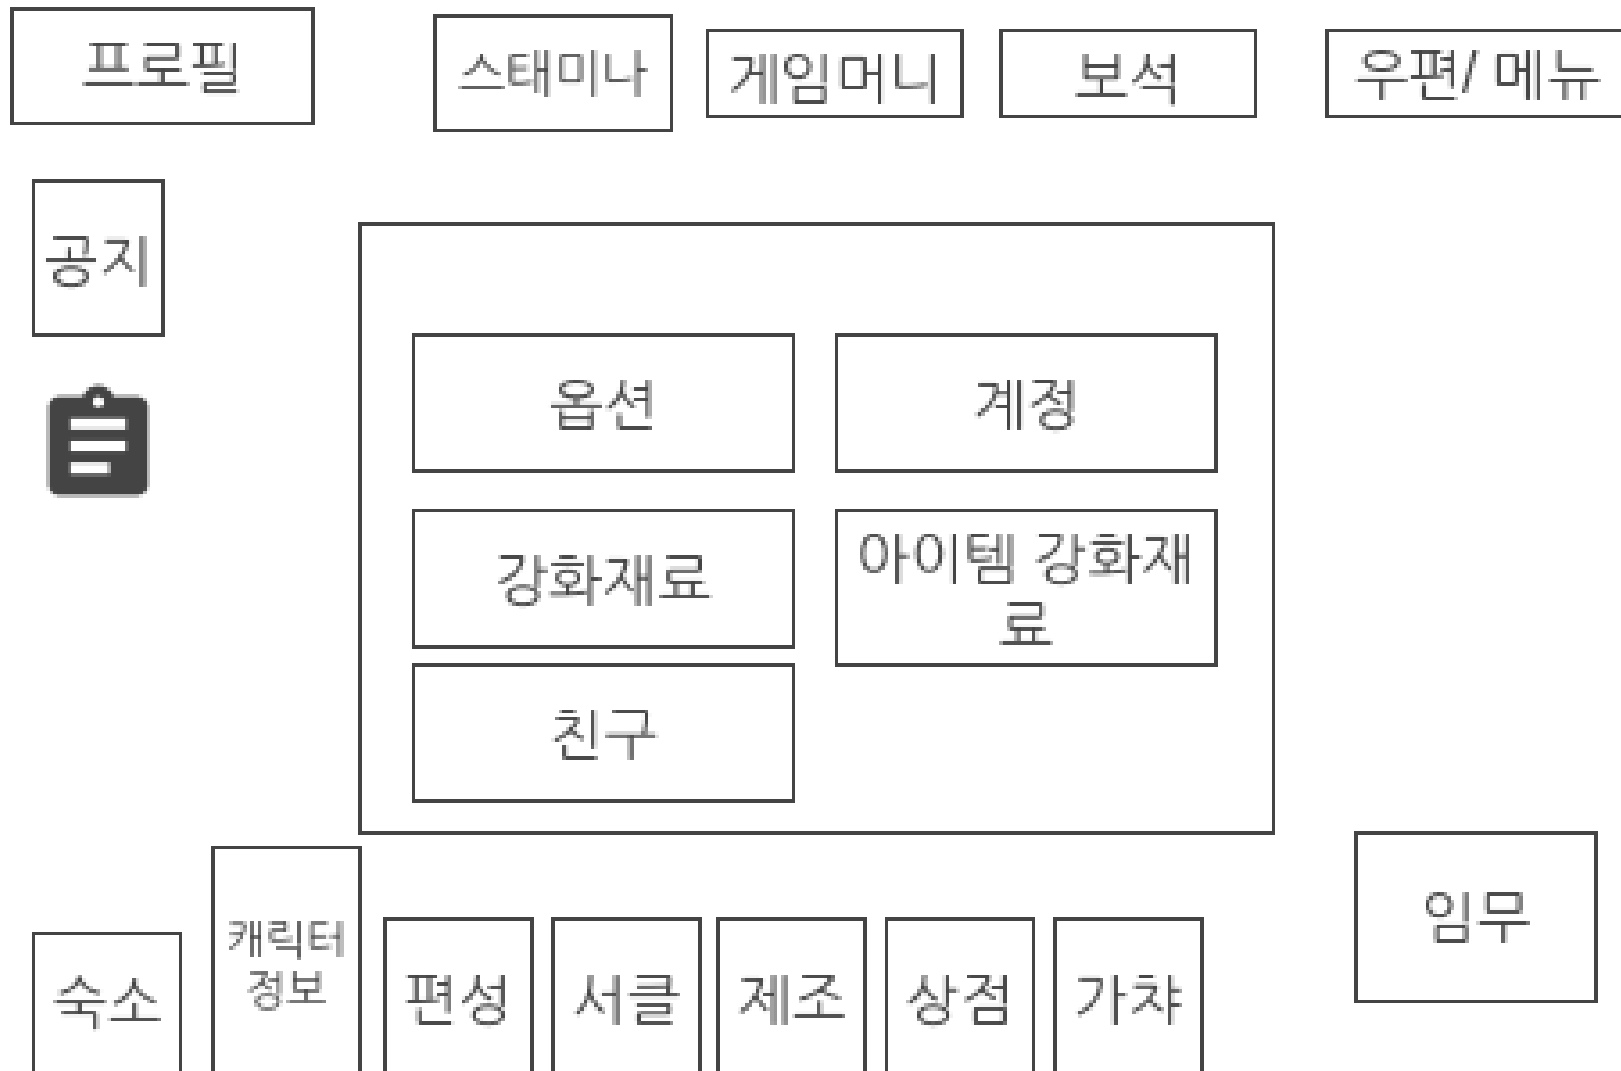 프로필
스태미나
게임머니
보석
우편/ 메뉴
공지
옵션
계정
강화재료
아이템 강화재
료
친구
임무
숙소
캐릭터
정보
편성
서클
제조
상점
가챠